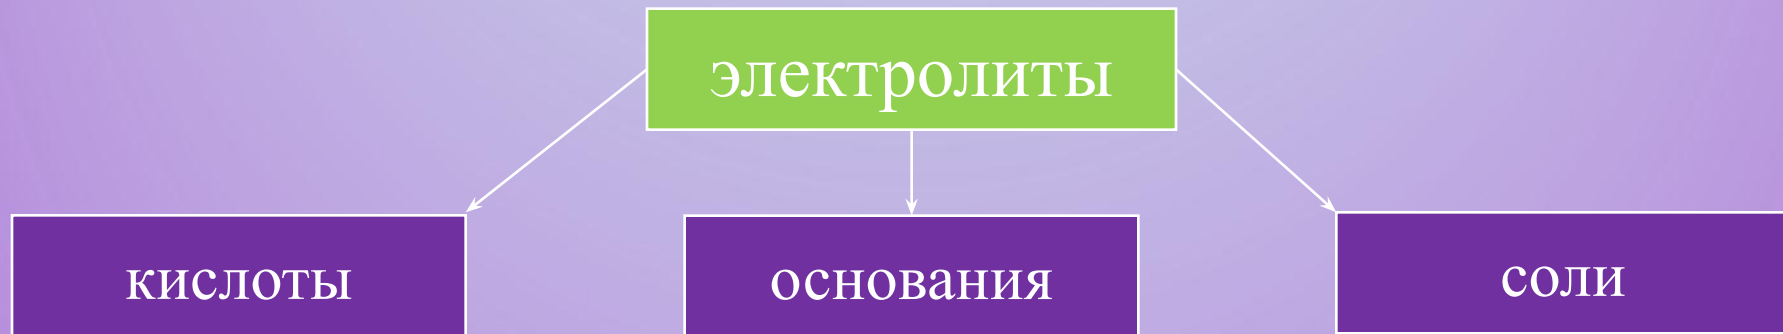 электролиты
кислоты
основания
соли